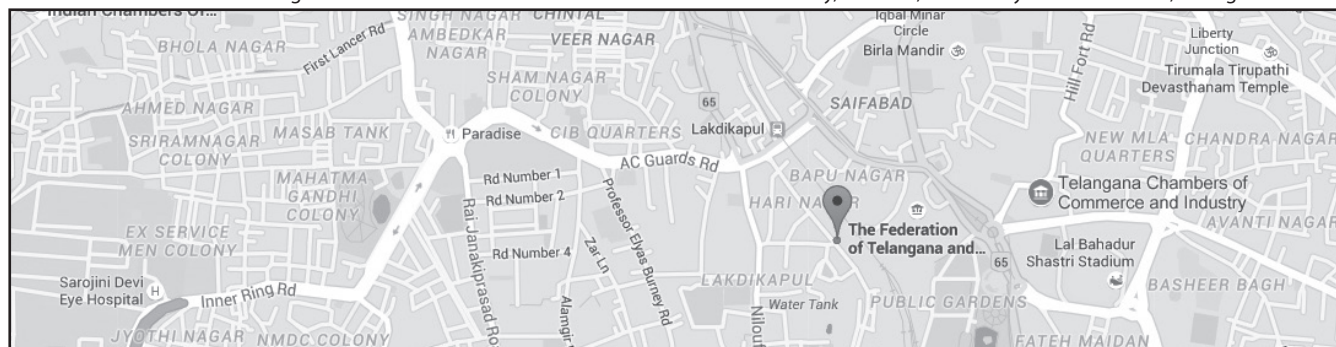 Indian Chambers Of...
SINGH NAGAR
CHINTAL
AMBEDKAR
NAGAR
VEER NAGAR
BHOLA NAGAR
First Lancer Rd
Iqbal Minar
Circle
Birla Mandir
Liberty
Junction
Tirumala Tirupathi
Devasthanam Temple
Hill Fort Rd
SHAM NAGAR
COLONY
65
SAIFABAD
AHMED NAGAR
SRIRAMNAGAR
COLONY
MASAB TANK
Paradise
CIB QUARTERS
Lakdikapul
NEW MLA
QUARTERS
CHANDRA NAGAR
AC Guards Rd
MAHATMA
GANDHI
COLONY
Rd Number 1
Rd Number 2
BAPU NAGAR
HARI NAGAR
Telangana Chambers of
Commerce and Industry
AVANTI NAGAR
EX SERVICE
MEN COLONY
Rd Number 4
Zar Ln
Professor Elyas Burney Rd
Raj Janakiprasad
The Federation
of Telangana and...
Lal Bahadur
Shastri Stadium
65
Sarojini Devi
Eye Hospital
H
Inner Ring Rd
LAKDIKAPUL
Water Tank
PUBLIC GARDENS
BASHEER BAGH
Alamgir
Nilouf
JYOTHI NAGAR
NMDC COLONY
FATEH MAIDAN